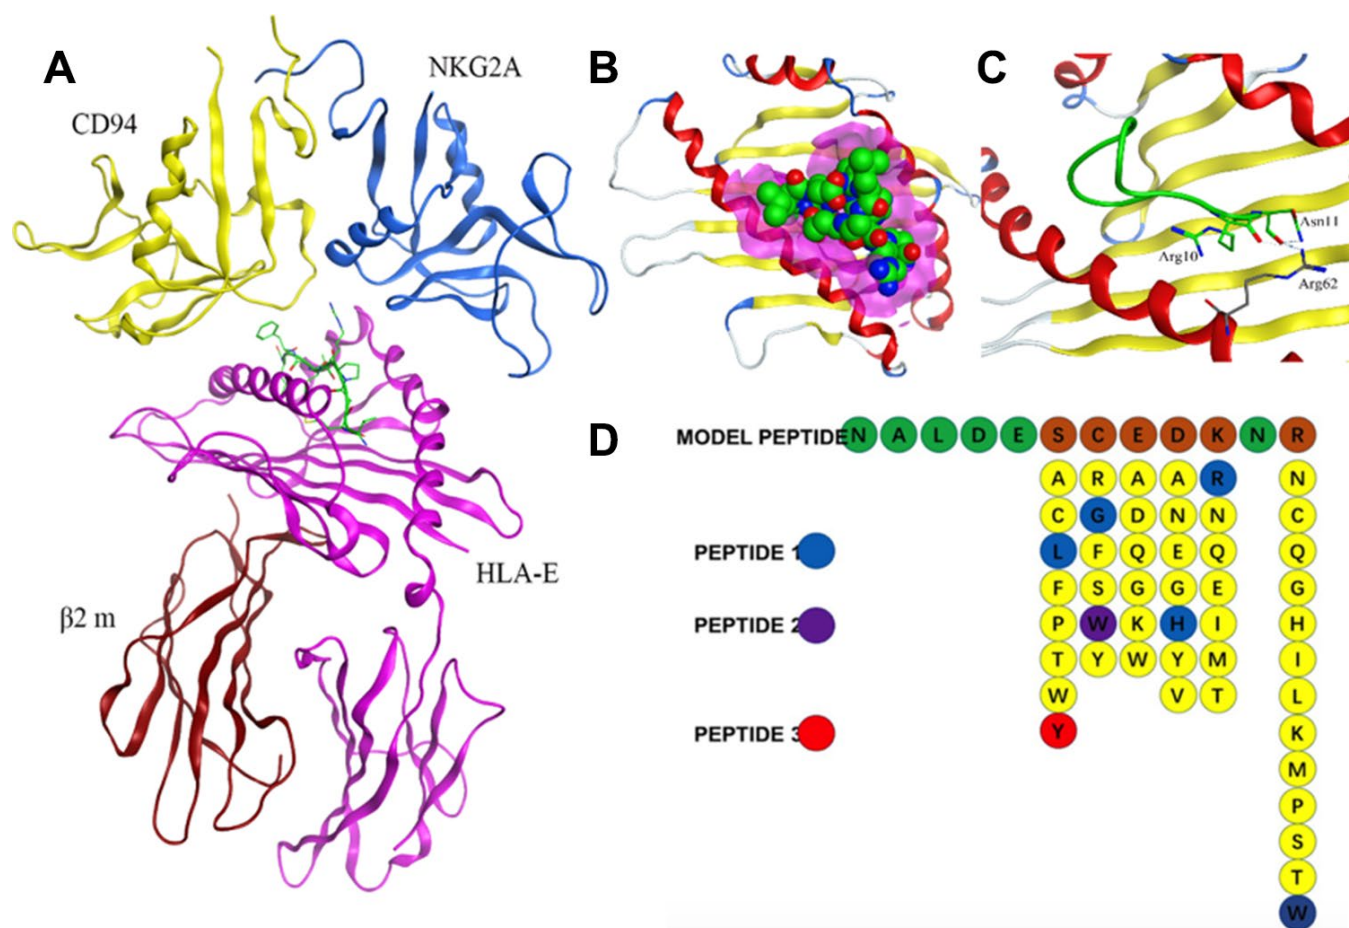 A
CD94
NKG2A
HLA-E
β2 m
B
C
Arg10
Asn11
Arg62
D
MODEL PEPTIDE N A L D E S C E D K N R
A R A A R N
C G D N N C
PEPTIDE 1 L F Q E Q Q
F S G G E G
PEPTIDE 2 P W K H I H
T Y W Y M I
W V T L
PEPTIDE 3 Y K
M
P
S
T
W